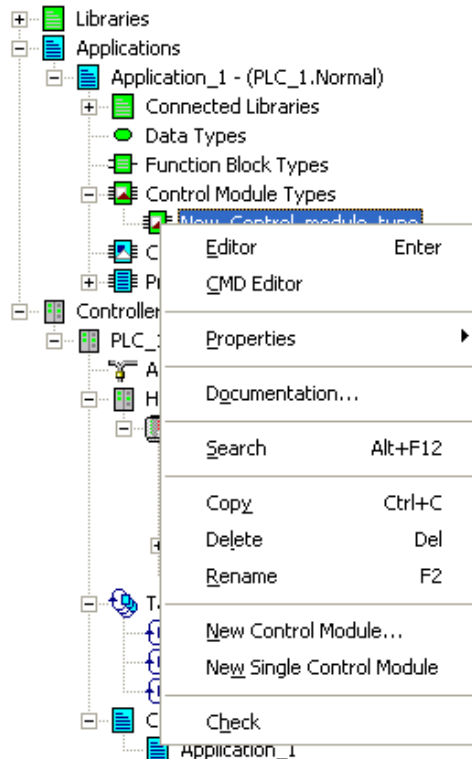 Libraries
Applications
Application_1 - (PLC_1.Normal)
Connected Libraries
Data Types
Function Block Types
Control Module Types
New_Control_module_type
C
Pr
Controller
PLC_
A
H
T
C
Application_1
Editor Enter
CMD Editor
Properties
Documentation...
Search Alt+F12
Copy Ctrl+C
Delete Del
Rename F2
New Control Module...
New Single Control Module
Check